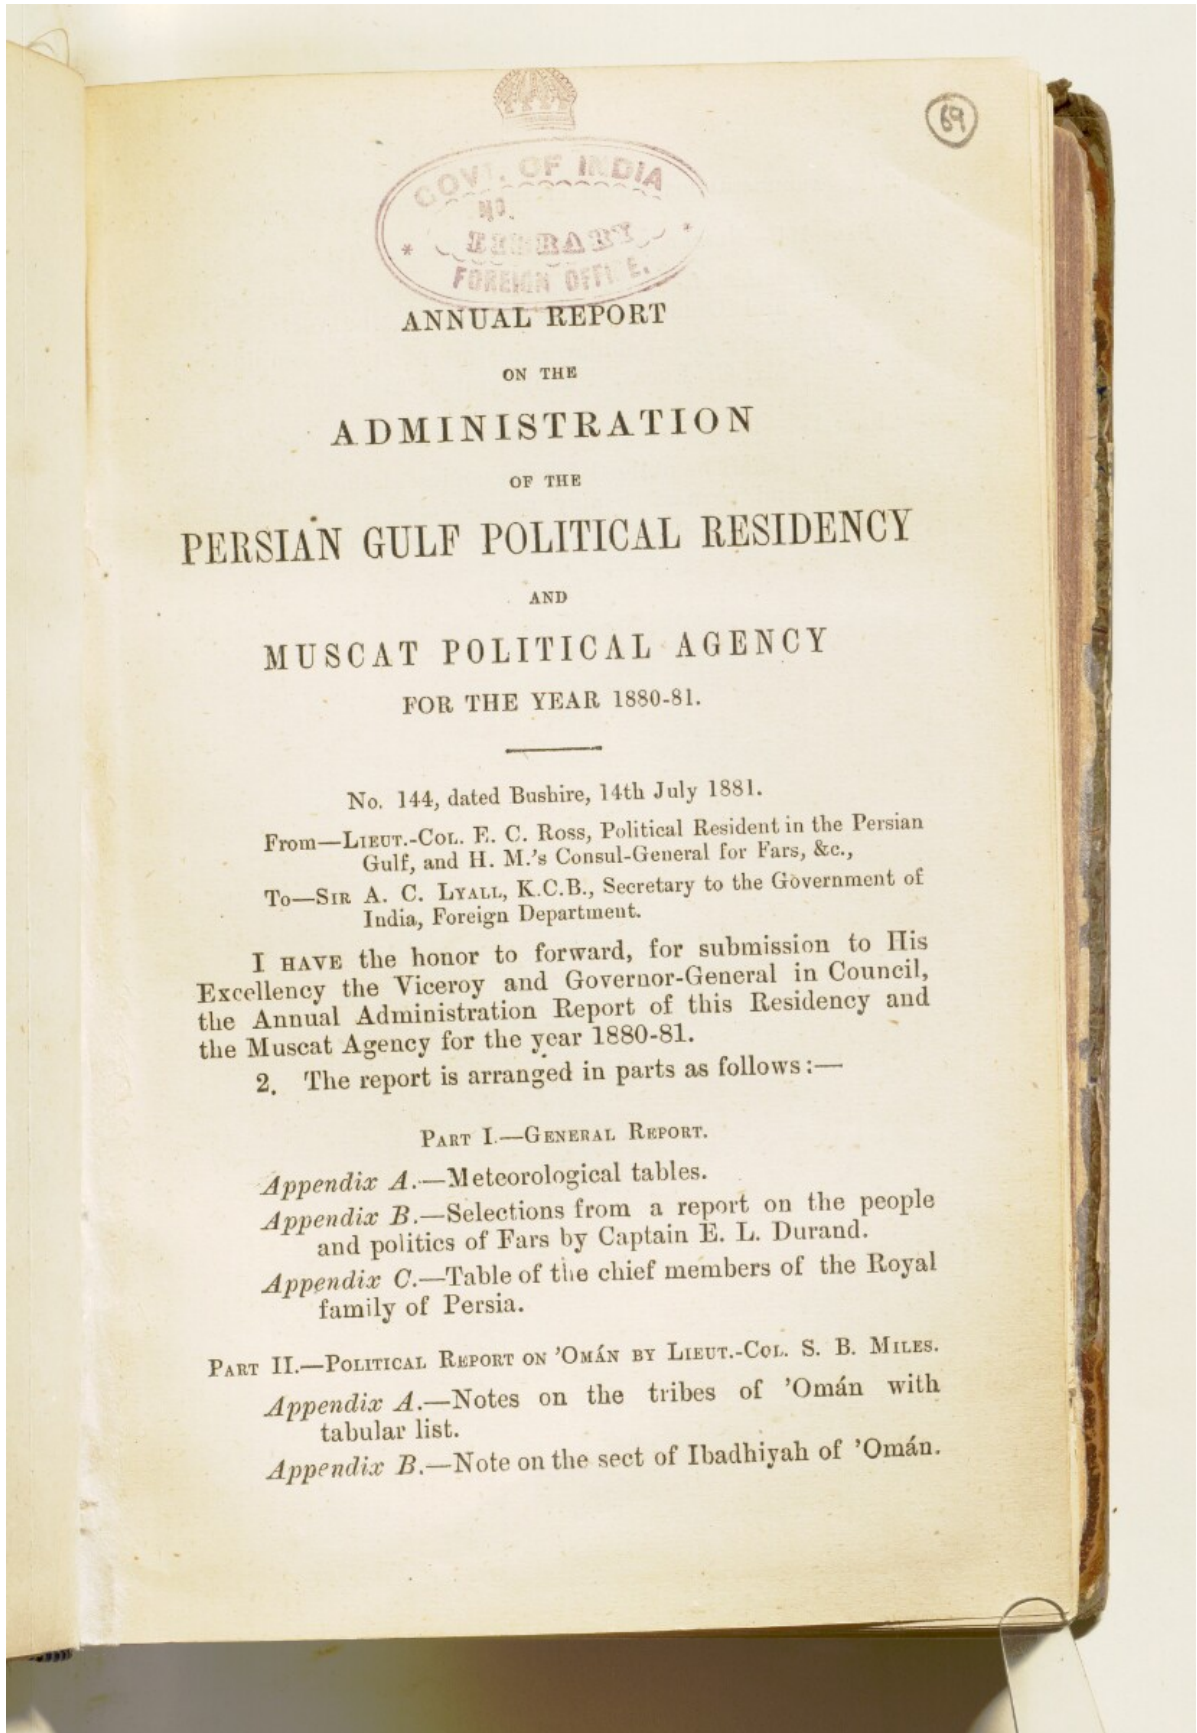 69
GOVT. OF INDIA
No.
LIBRARY
FOREIGN OFFICE.
ANNUAL REPORT
ON THE
ADMINISTRATION
OF THE
PERSIAN GULF POLITICAL RESIDENCY
AND
MUSCAT POLITICAL AGENCY
FOR THE YEAR 1880-81.
No. 144, dated Bushire, 14th July 1881.
From—LIEUT.-COL. E. C. ROSS, Political Resident in the Persian
Gulf, and H. M.'s Consul-General for Fars, &c.,
To—SIR A. C. LYALL, K.C.B., Secretary to the Government of
India, Foreign Department.
I HAVE the honor to forward, for submission to His
Excellency the Viceroy and Governor-General in Council,
the Annual Administration Report of this Residency and
the Muscat Agency for the year 1880-81.
2. The report is arranged in parts as follows:—
PART I.—GENERAL REPORT.
Appendix A.—Meteorological tables.
Appendix B.—Selections from a report on the people
and politics of Fars by Captain E. L. Durand.
Appendix C.—Table of the chief members of the Royal
family of Persia.
PART II.—POLITICAL REPORT ON 'OMÁN BY LIEUT.-COL. S. B. MILES.
Appendix A.—Notes on the tribes of 'Omán with
tabular list.
Appendix B.—Note on the sect of Ibadhiyah of 'Omán.